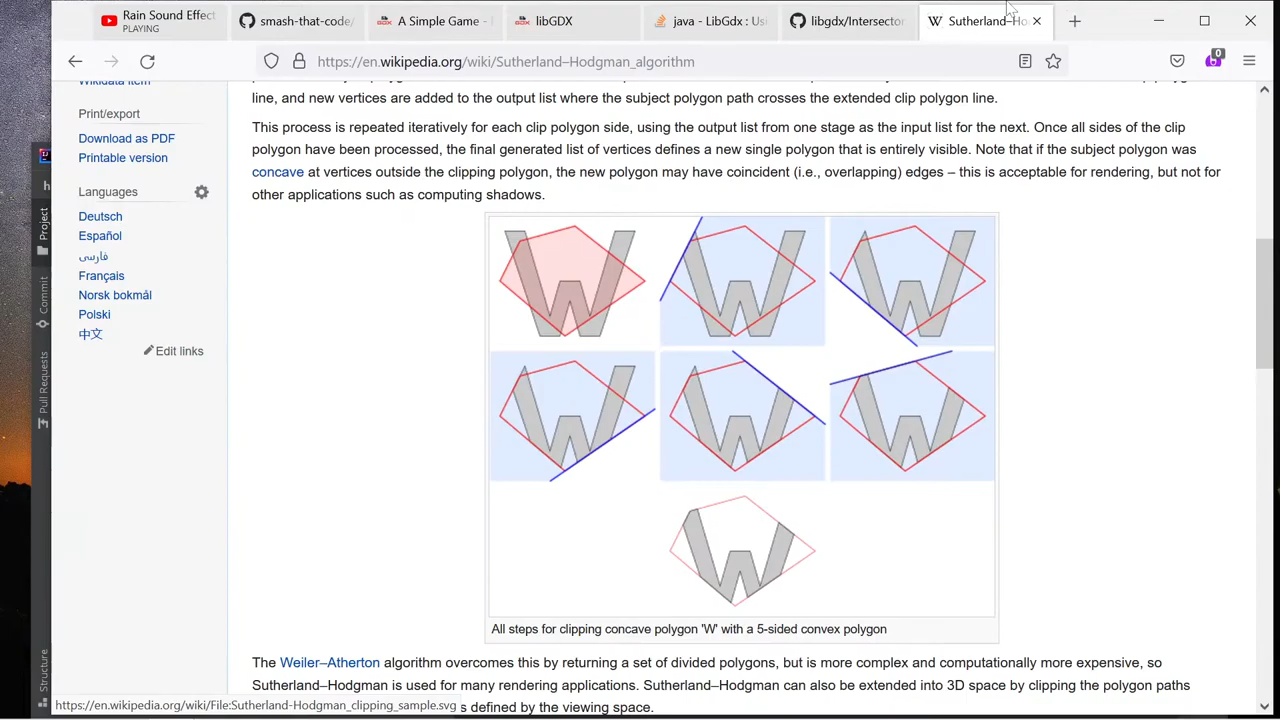 Rain Sound Effect
PLAYING
smash-that-code/
A Simple Game -
libGDX
java - LibGdx : Usi
libgdx/Intersector
W Sutherland–Ho
https://en.wikipedia.org/wiki/Sutherland–Hodgman_algorithm
0
Wikidata item
line, and new vertices are added to the output list where the subject polygon path crosses the extended clip polygon line.
Print/export
Download as PDF
Printable version
This process is repeated iteratively for each clip polygon side, using the output list from one stage as the input list for the next. Once all sides of the clip
polygon have been processed, the final generated list of vertices defines a new single polygon that is entirely visible. Note that if the subject polygon was
concave at vertices outside the clipping polygon, the new polygon may have coincident (i.e., overlapping) edges – this is acceptable for rendering, but not for
other applications such as computing shadows.
Languages
Deutsch
Español
فارسی
Français
Norsk bokmål
Polski
中文
Edit links
Project
Commit
Pull Requests
Structure
All steps for clipping concave polygon 'W' with a 5-sided convex polygon
The Weiler–Atherton algorithm overcomes this by returning a set of divided polygons, but is more complex and computationally more expensive, so
Sutherland–Hodgman is used for many rendering applications. Sutherland–Hodgman can also be extended into 3D space by clipping the polygon paths
s defined by the viewing space.
https://en.wikipedia.org/wiki/File:Sutherland-Hodgman_clipping_sample.svg